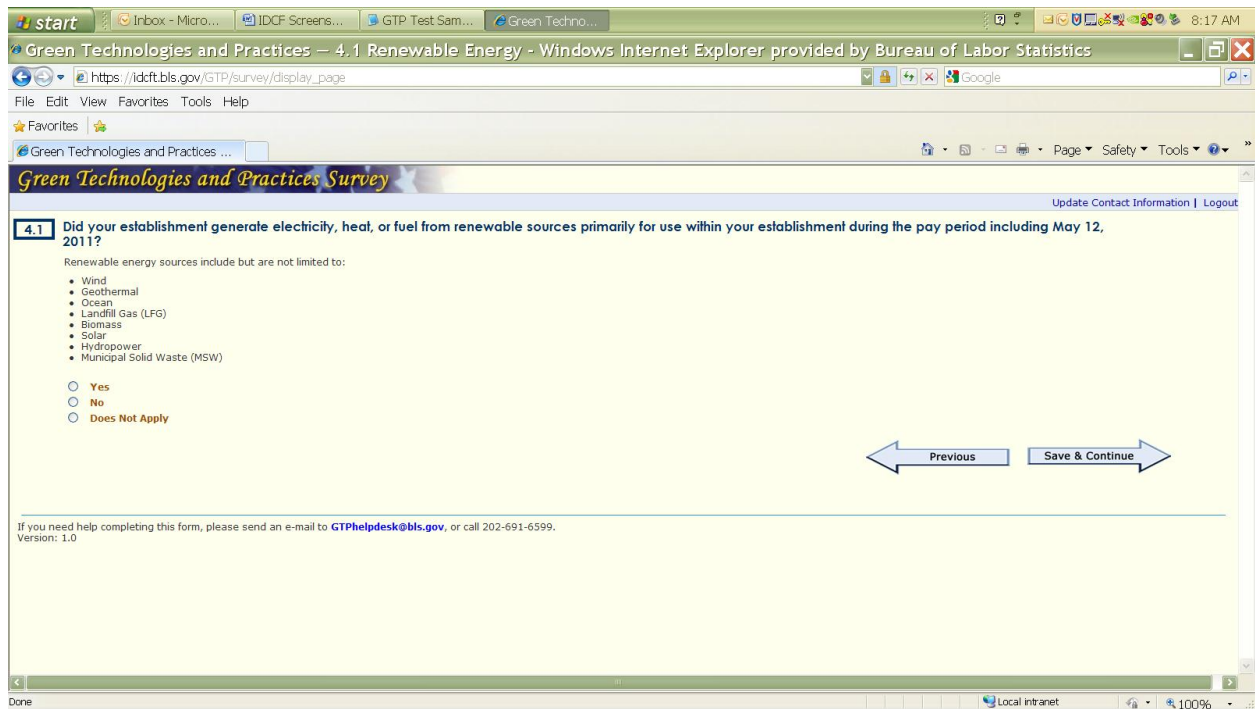 start Inbox - Micro... IDCF Screens... GTP Test Sam... Green Techno... 8:17 AM
Green Technologies and Practices — 4.1 Renewable Energy - Windows Internet Explorer provided by Bureau of Labor Statistics
https://idcft.bls.gov/GTP/survey/display_page Google
File Edit View Favorites Tools Help
Favorites
Green Technologies and Practices ... Page Safety Tools »
Green Technologies and Practices Survey
Update Contact Information | Logout
4.1 Did your establishment generate electricity, heat, or fuel from renewable sources primarily for use within your establishment during the pay period including May 12,
2011?
Renewable energy sources include but are not limited to:
• Wind
• Geothermal
• Ocean
• Landfill Gas (LFG)
• Biomass
• Solar
• Hydropower
• Municipal Solid Waste (MSW)
Yes
No
Does Not Apply
Previous Save & Continue
If you need help completing this form, please send an e-mail to GTPhelpdesk@bls.gov, or call 202-691-6599.
Version: 1.0
Done Local intranet 100%